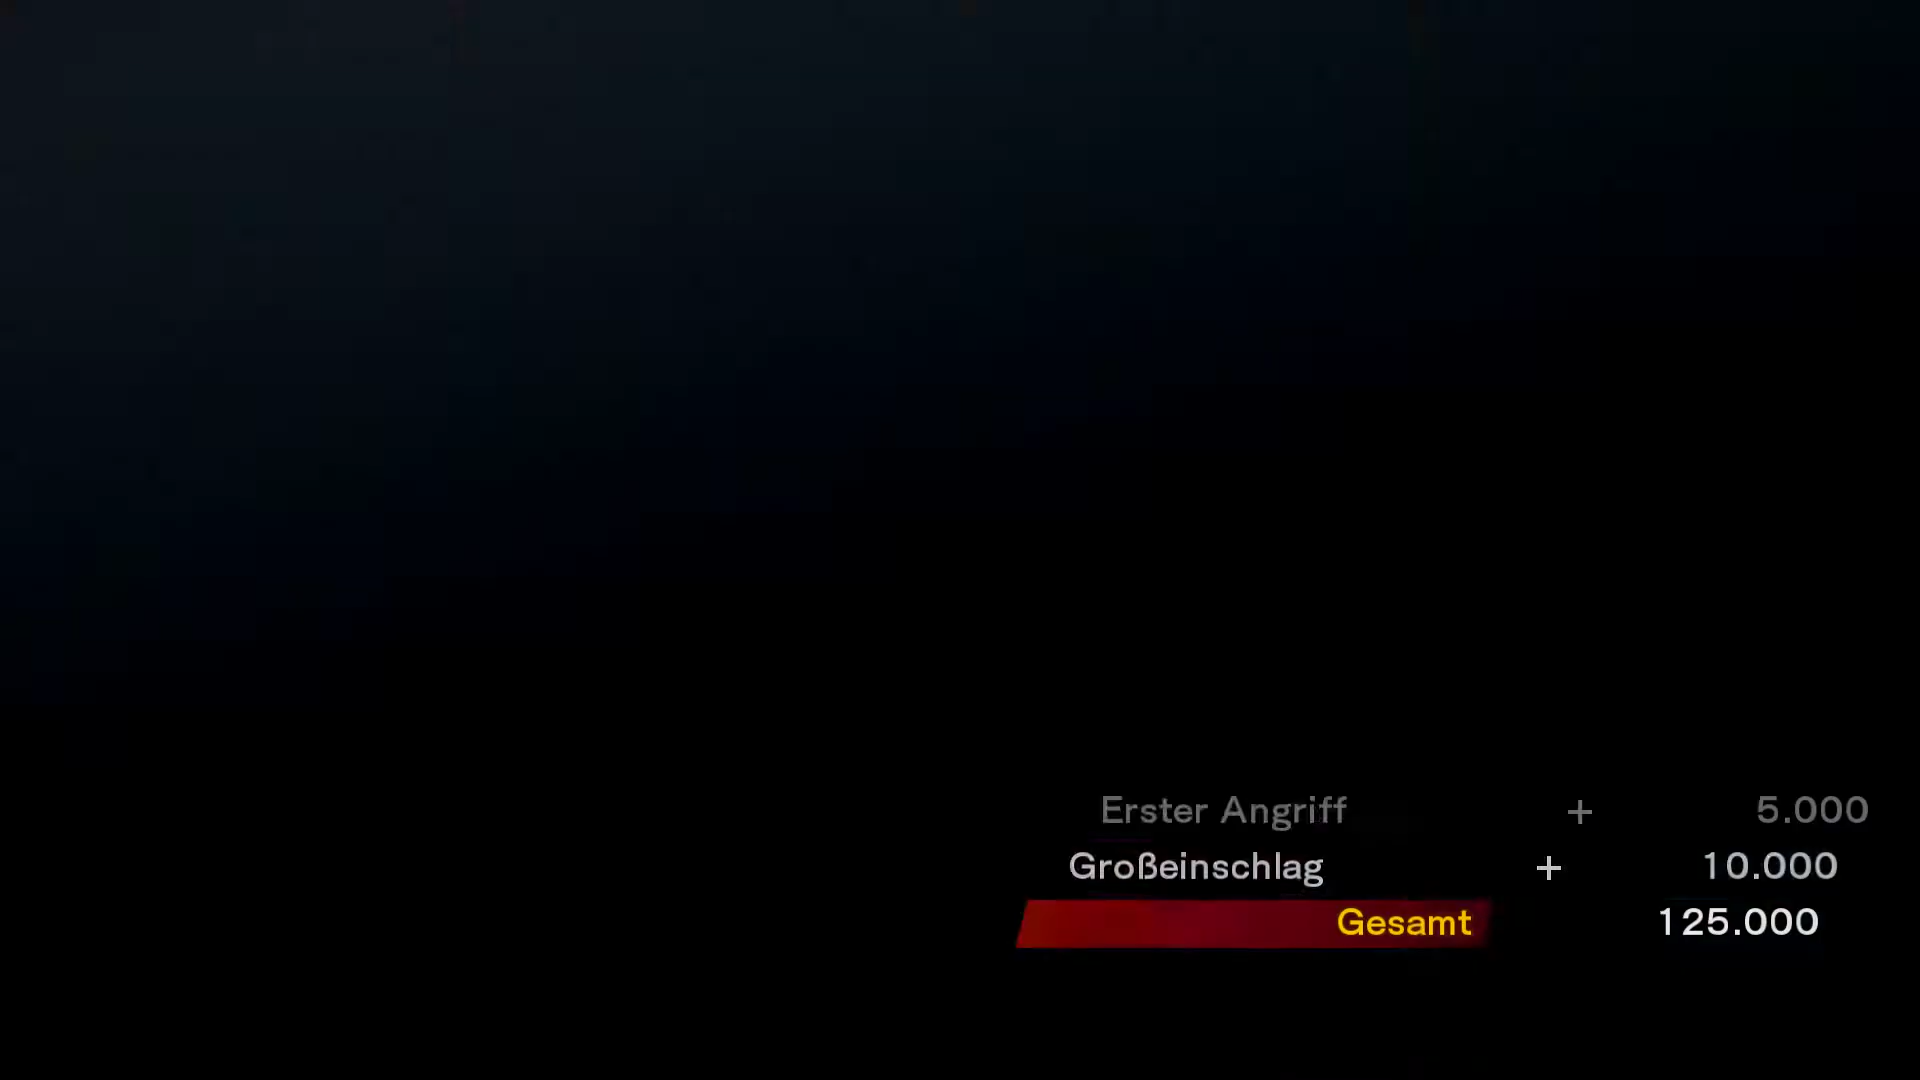 Erster Angriff + 5.000
Großeinschlag + 10.000
Gesamt 125.000